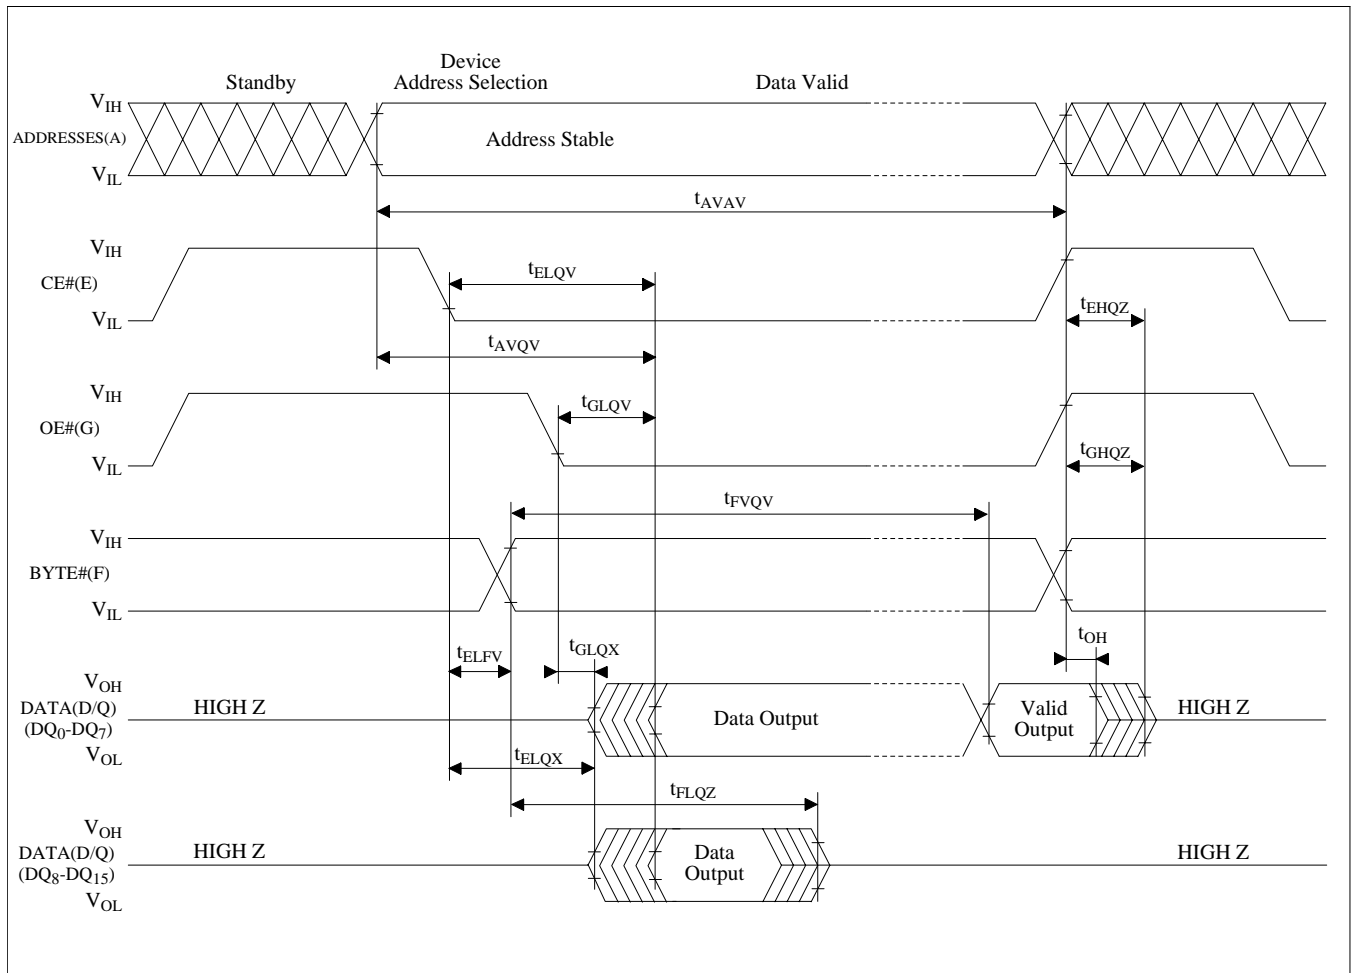 Standby
Device
Address Selection
Data Valid
VIH
ADDRESSES(A)
VIL
Address Stable
tAVAV
VIH
CE#(E)
VIL
tELQV
tEHQZ
tAVQV
VIH
OE#(G)
VIL
tGLQV
tGHQZ
tFVQV
VIH
BYTE#(F)
VIL
tELFV
tGLQX
tOH
VOH
DATA(D/Q)
(DQ0-DQ7)
VOL
HIGH Z
Data Output
Valid
Output
HIGH Z
tELQX
tFLQZ
VOH
DATA(D/Q)
(DQ8-DQ15)
VOL
HIGH Z
Data
Output
HIGH Z